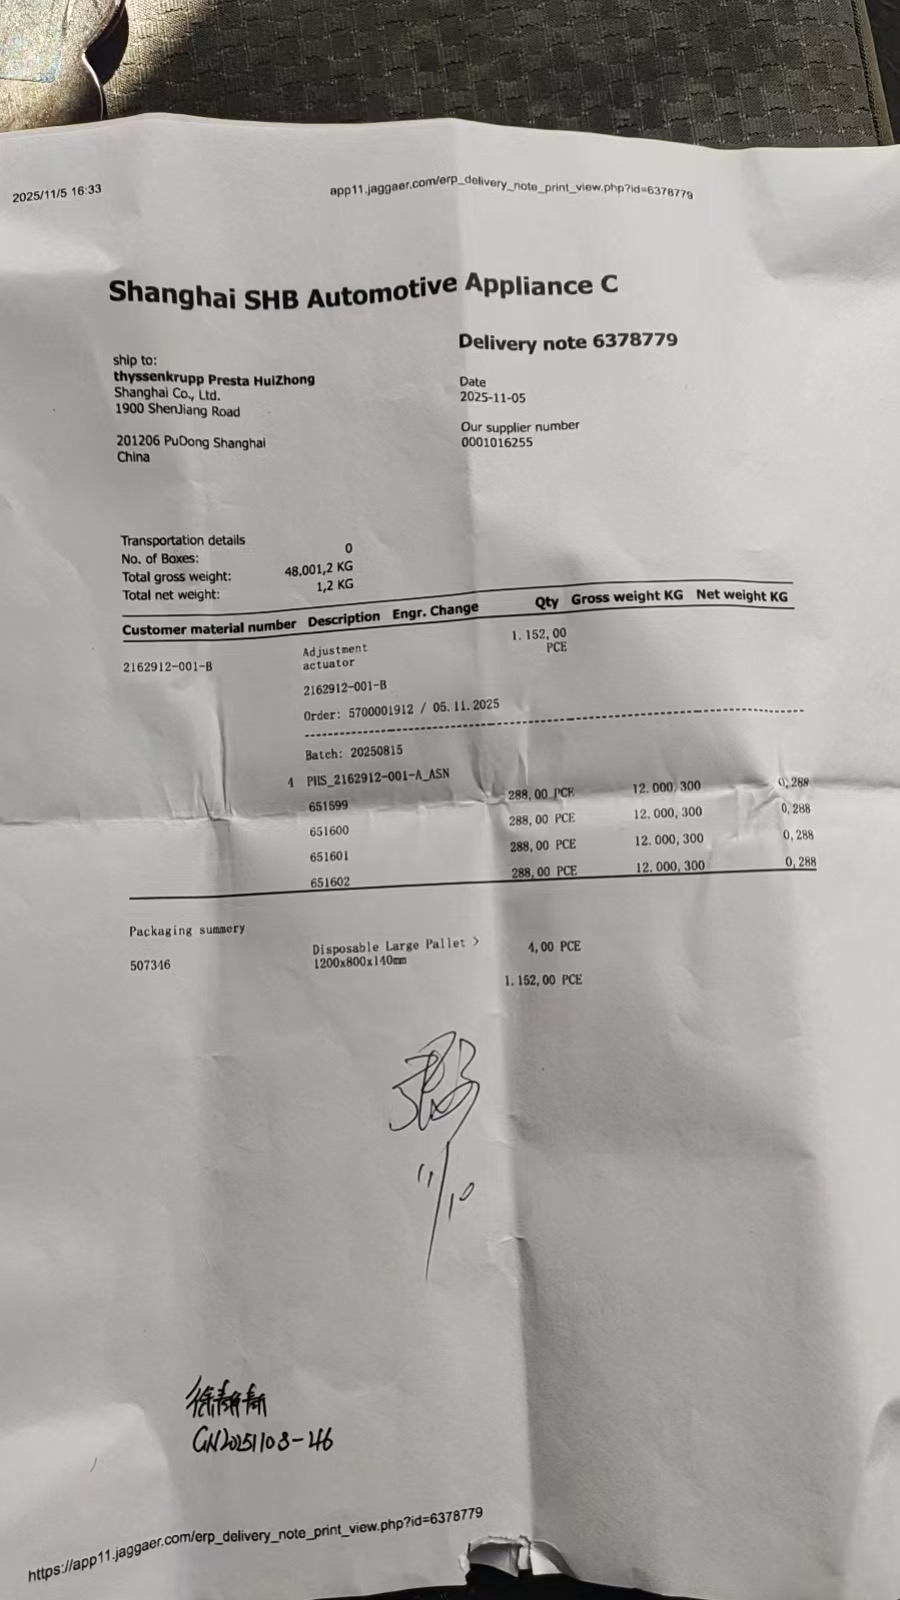 2025/11/5 16:33
app11.jaggaer.com/erp_delivery_note_print_view.php?id=6378779
Shanghai SHB Automotive Appliance C
Delivery note 6378779
ship to:
thyssenkrupp Presta HuiZhong
Shanghai Co., Ltd.
1900 ShenJiang Road
201206 PuDong Shanghai
China
Date
2025-11-05
Our supplier number
0001016255
Transportation details
No. of Boxes: 0
Total gross weight: 48.001,2 KG
Total net weight: 1,2 KG
Customer material number Description Engr. Change Qty Gross weight KG Net weight KG
2162912-001-B Adjustment actuator 1.152,00 PCE
2162912-001-B
Order: 5700001912 / 05.11.2025
Batch: 20250815
4 PHS_2162912-001-A_ASN
651599 288,00 PCE 12.000,300 0,288
651600 288,00 PCE 12.000,300 0,288
651601 288,00 PCE 12.000,300 0,288
651602 288,00 PCE 12.000,300 0,288
Packaging summery
507346 Disposable Large Pallet > 4,00 PCE
1200x800x140mm
1.152,00 PCE
11/10
徐静静
GN20251103-46
https://app11.jaggaer.com/erp_delivery_note_print_view.php?id=6378779